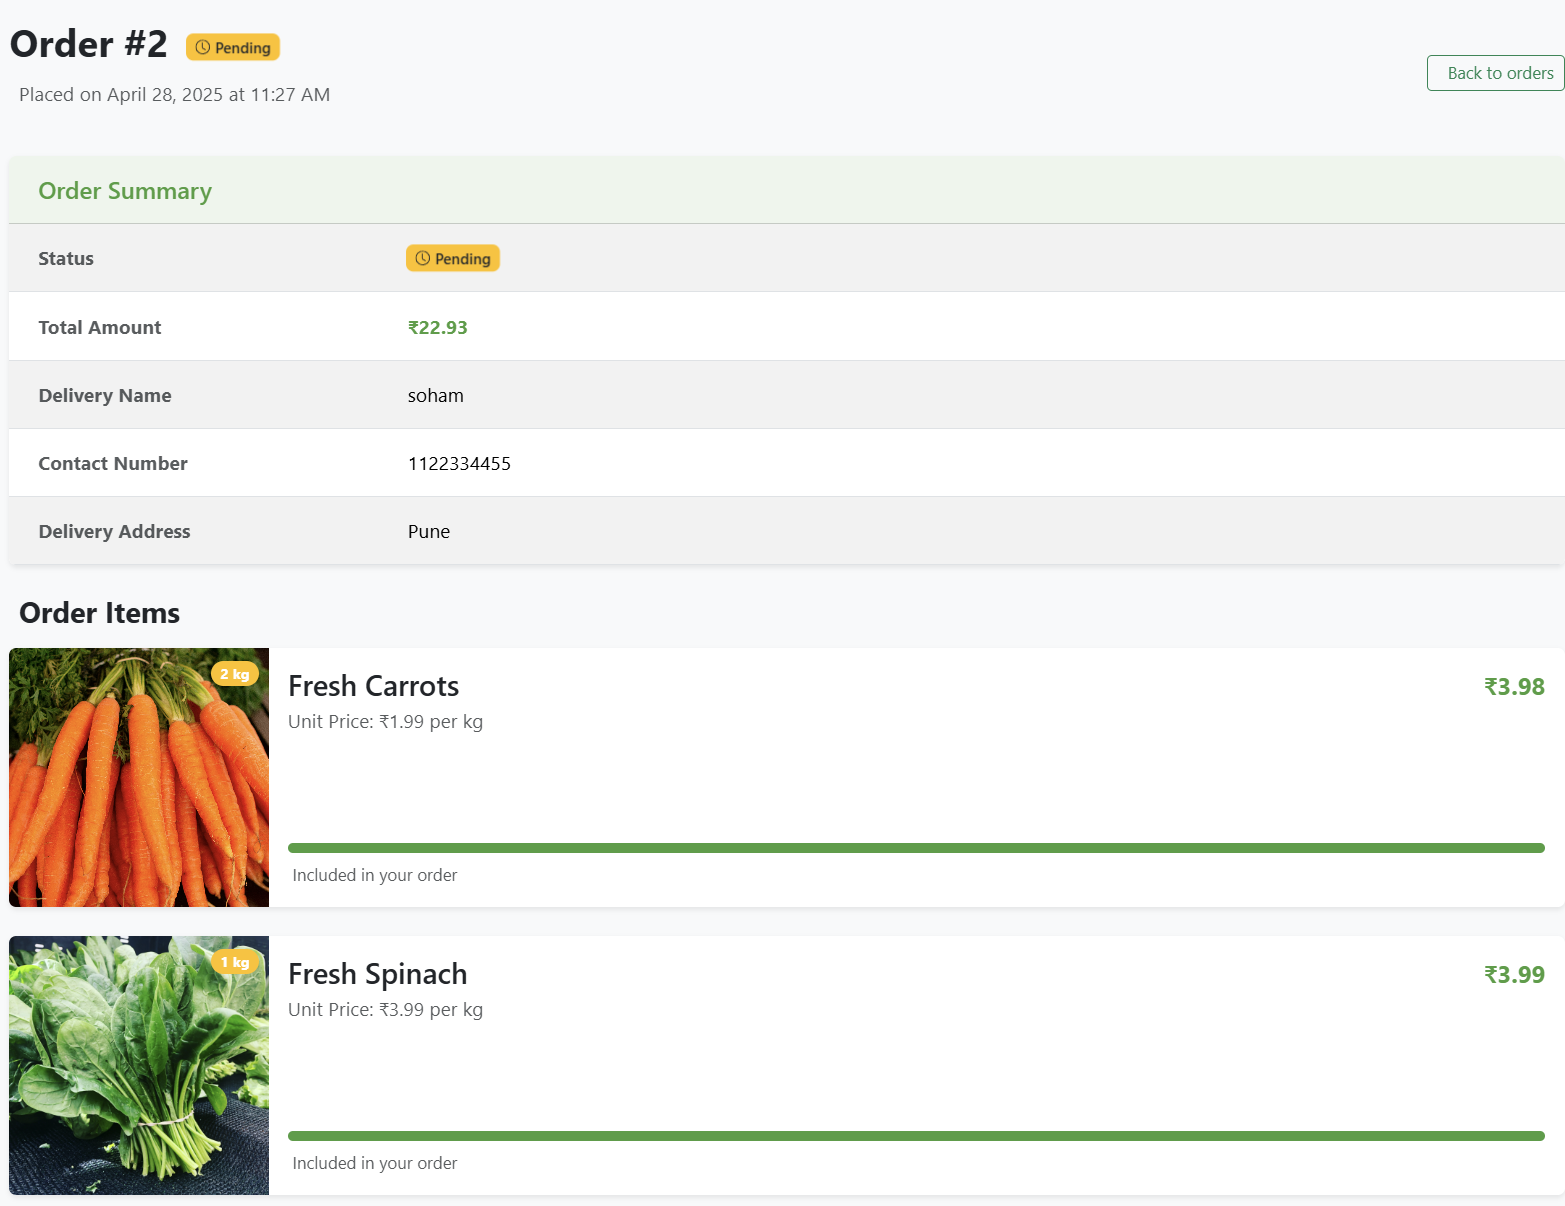 Order #2 Pending
Placed on April 28, 2025 at 11:27 AM
Back to orders
Order Summary
Status Pending
Total Amount ₹22.93
Delivery Name soham
Contact Number 1122334455
Delivery Address Pune
Order Items
2 kg
Fresh Carrots ₹3.98
Unit Price: ₹1.99 per kg
Included in your order
1 kg
Fresh Spinach ₹3.99
Unit Price: ₹3.99 per kg
Included in your order